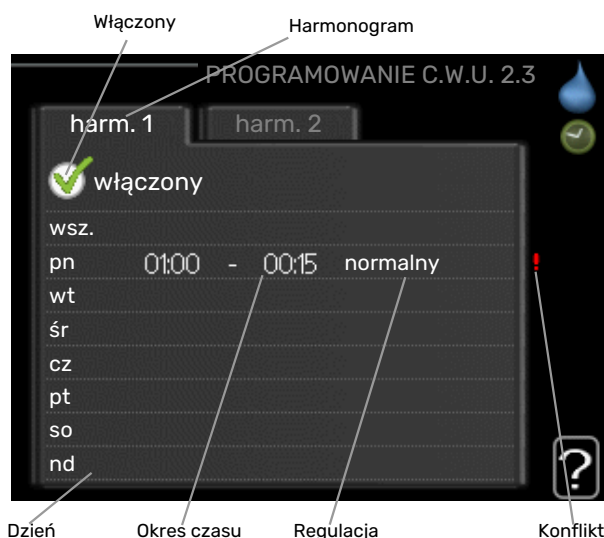 Włączony
Harmonogram
PROGRAMOWANIE C.W.U. 2.3
harm. 1 harm. 2
włączony
wsz.
pn 01:00 - 00:15 normalny !
wt
śr
cz
pt
so
nd
?
Dzień Okres czasu Regulacja Konflikt